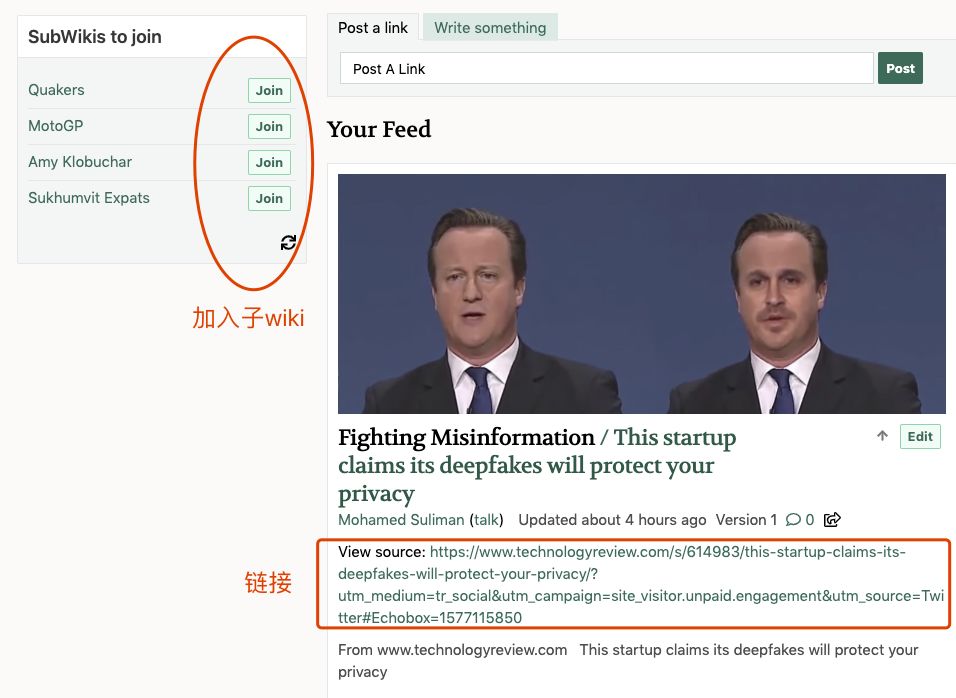 SubWikis to join
Quakers Join
MotoGP Join
Amy Klobuchar Join
Sukhumvit Expats Join
加入子wiki
Post a link Write something
Post A Link Post
Your Feed
Fighting Misinformation / This startup
claims its deepfakes will protect your
privacy
Edit
Mohamed Suliman (talk) Updated about 4 hours ago Version 1 0
链接
View source: https://www.technologyreview.com/s/614983/this-startup-claims-its-
deepfakes-will-protect-your-privacy/?
utm_medium=tr_social&utm_campaign=site_visitor.unpaid.engagement&utm_source=Twi
tter#Echobox=1577115850
From www.technologyreview.com This startup claims its deepfakes will protect your
privacy